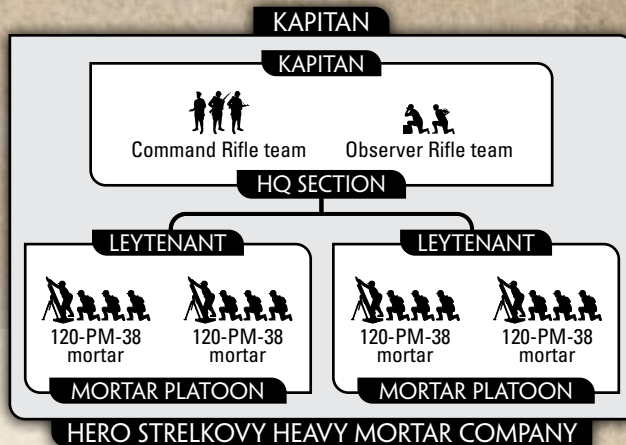 KAPITAN
KAPITAN
Command Rifle team
Observer Rifle team
HQ SECTION
LEYTENANT
120-PM-38
mortar
120-PM-38
mortar
MORTAR PLATOON
LEYTENANT
120-PM-38
mortar
120-PM-38
mortar
MORTAR PLATOON
HERO STRELKOVY HEAVY MORTAR COMPANY